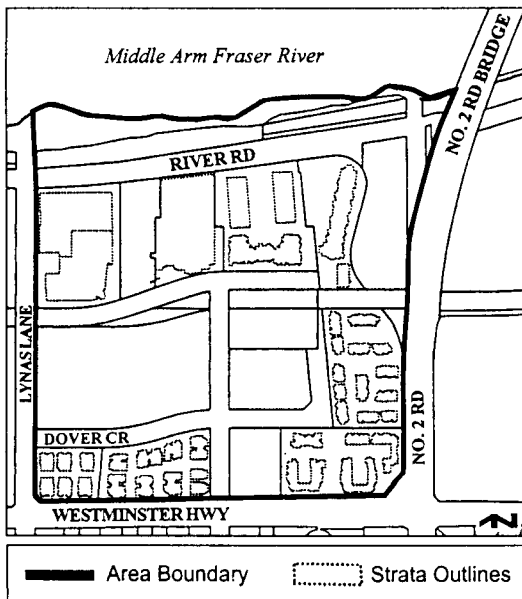 Middle Arm Fraser River
NO. 2 RD BRIDGE
RIVER RD
LYNAS LANE
DOVER CR
NO. 2 RD
WESTMINSTER HWY
N
Area Boundary
Strata Outlines